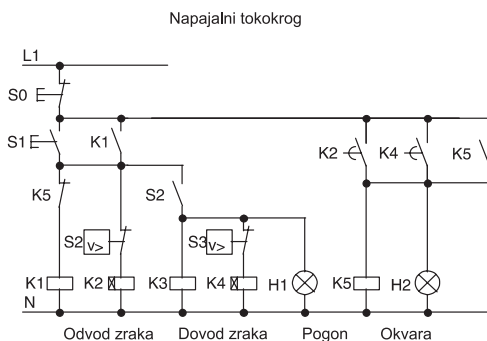 Napajalni tokokrog
L1
S0
S1 K1 K2 K4 K5
K5 S2
S2 v> S3 v>
K1 K2 K3 K4 H1 K5 H2
N
Odvod zraka Dovod zraka Pogon Okvara